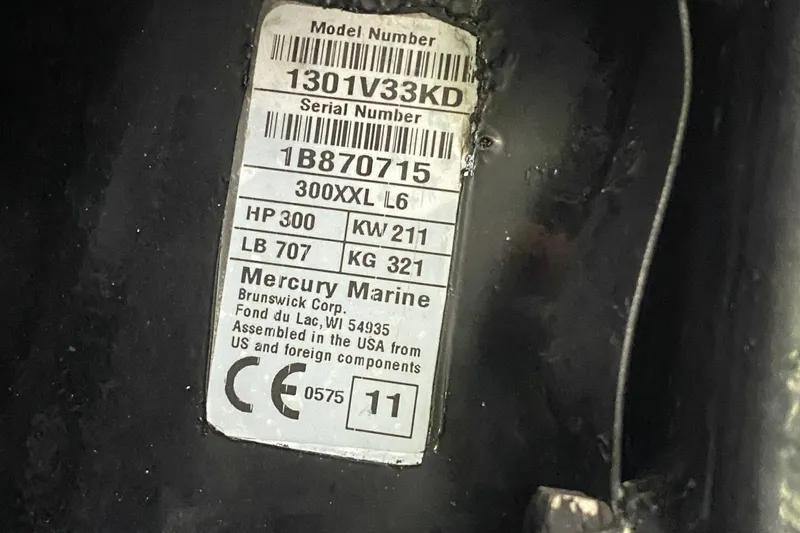 Model Number
1301V33KD
Serial Number
1B870715
300XXL L6
HP 300 KW 211
LB 707 KG 321
Mercury Marine
Brunswick Corp.
Fond du Lac, WI 54935
Assembled in the USA from
US and foreign components
CE 0575 11